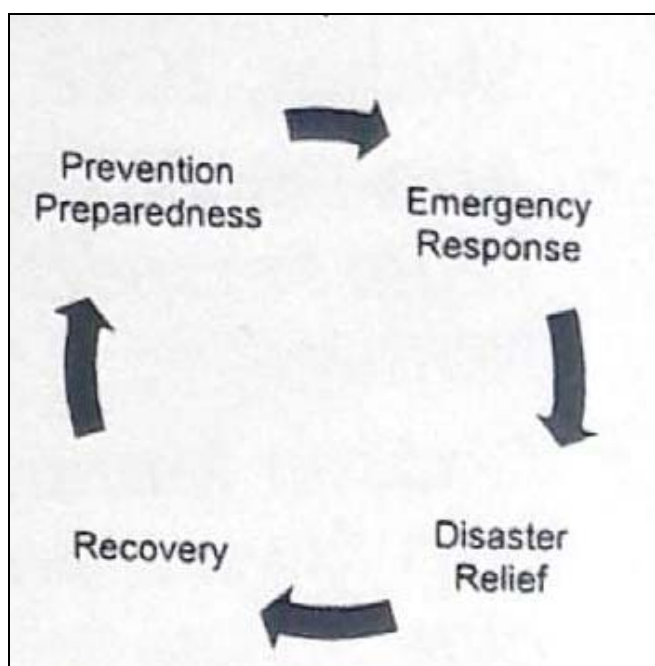 Prevention
Preparedness
Emergency
Response
Disaster
Relief
Recovery